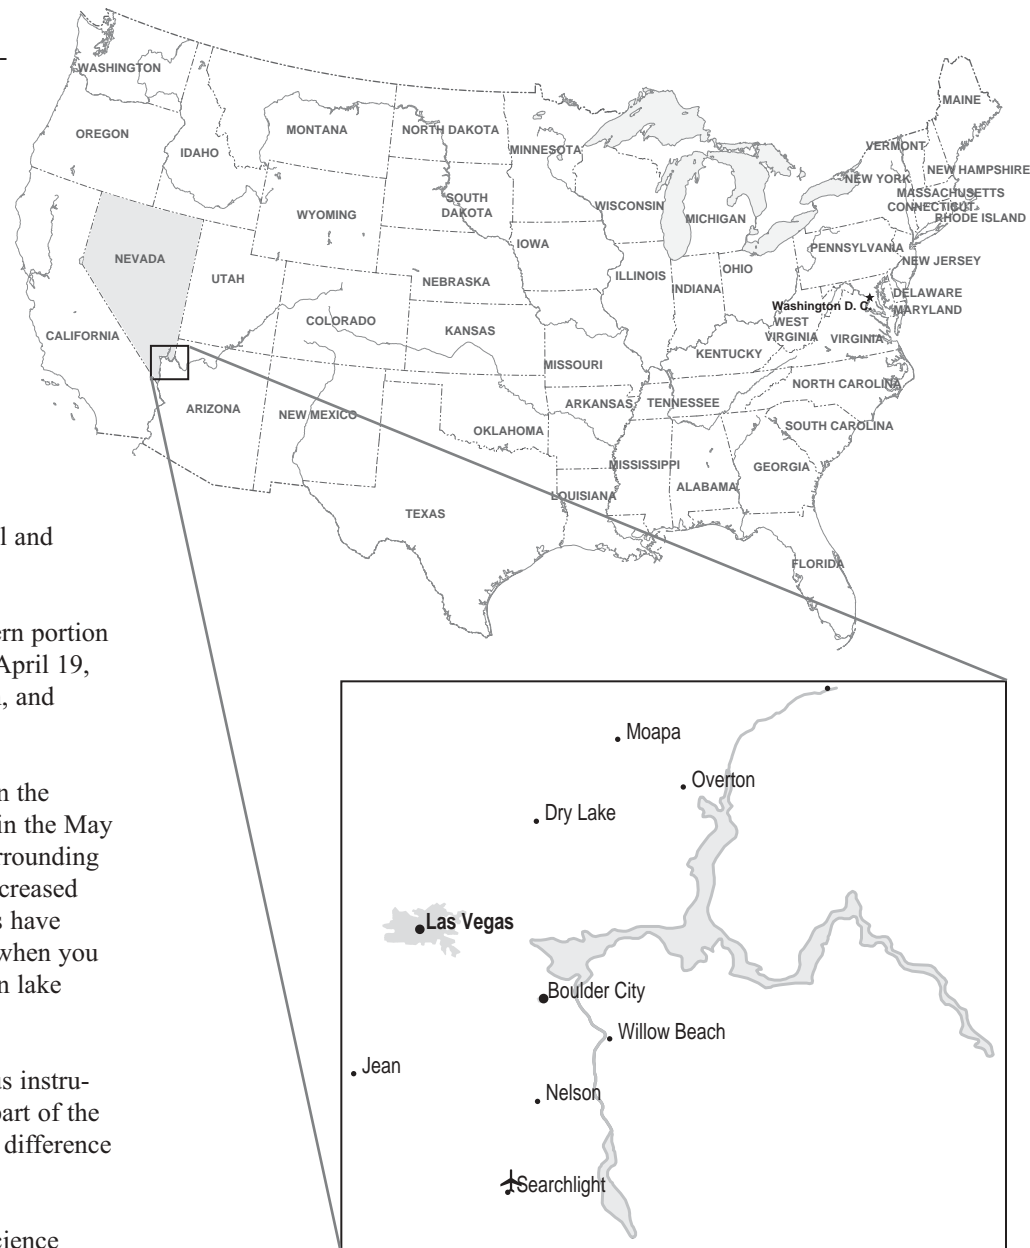 WASHINGTON
MAINE
OREGON
MONTANA
NORTH DAKOTA
IDAHO
MINNESOTA
VERMONT
NEW HAMPSHIRE
NEW YORK
MASSACHUSETTS
SOUTH
DAKOTA
WISCONSIN
CONNECTICUT
RHODE ISLAND
WYOMING
MICHIGAN
IOWA
PENNSYLVANIA
NEVADA
NEW JERSEY
UTAH
NEBRASKA
ILLINOIS
OHIO
INDIANA
DELAWARE
Washington D. C.
MARYLAND
COLORADO
WEST
VIRGINIA
CALIFORNIA
KANSAS
VIRGINIA
KENTUCKY
MISSOURI
NORTH CAROLINA
ARIZONA
ARKANSAS
TENNESSEE
NEW MEXICO
OKLAHOMA
SOUTH CAROLINA
MISSISSIPPI
GEORGIA
LOUISIANA
ALABAMA
TEXAS
FLORIDA
l and
ern portion
April 19,
, and
n the
in the May
rrounding
creased
s have
when you
n lake
us instru-
part of the
difference
cience
Moapa
Overton
Dry Lake
Las Vegas
Boulder City
Willow Beach
Jean
Nelson
Searchlight